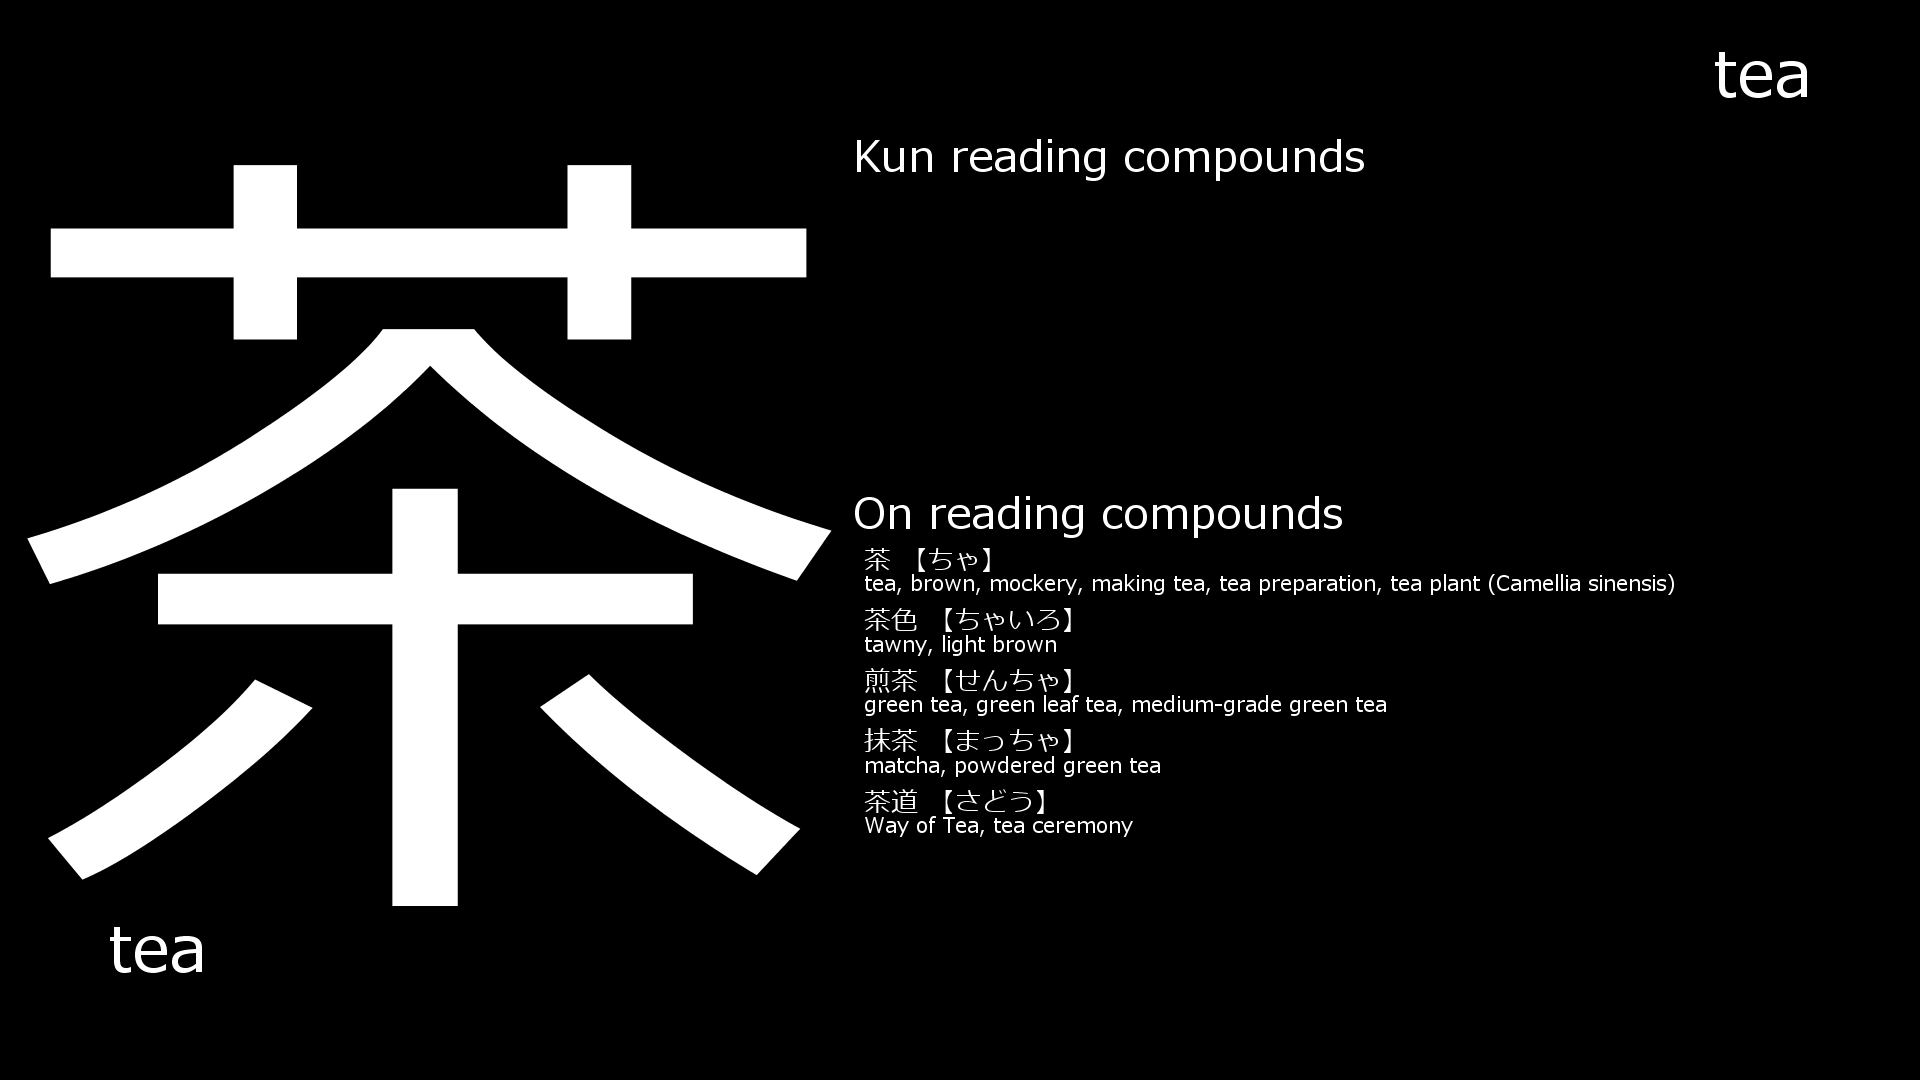 tea
茶
Kun reading compounds
On reading compounds
茶 【ちゃ】
tea, brown, mockery, making tea, tea preparation, tea plant (Camellia sinensis)
茶色 【ちゃいろ】
tawny, light brown
煎茶 【せんちゃ】
green tea, green leaf tea, medium-grade green tea
抹茶 【まっちゃ】
matcha, powdered green tea
茶道 【さどう】
Way of Tea, tea ceremony
tea